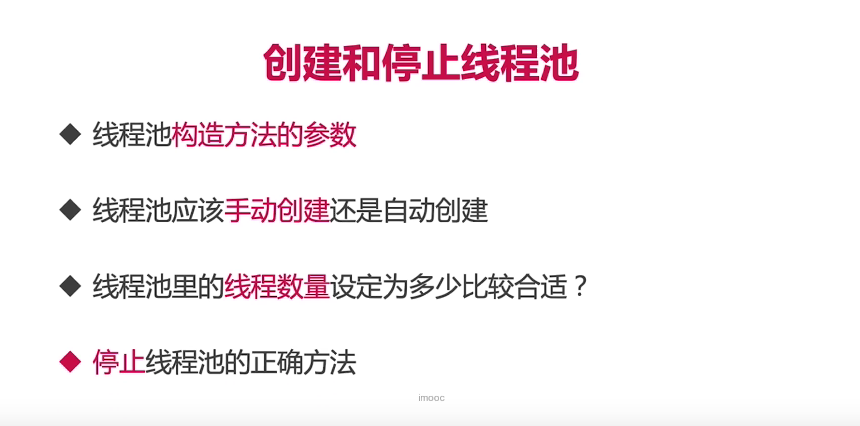 创建和停止线程池
◆ 线程池构造方法的参数
◆ 线程池应该手动创建还是自动创建
◆ 线程池里的线程数量设定为多少比较合适？
◆ 停止线程池的正确方法
imooc